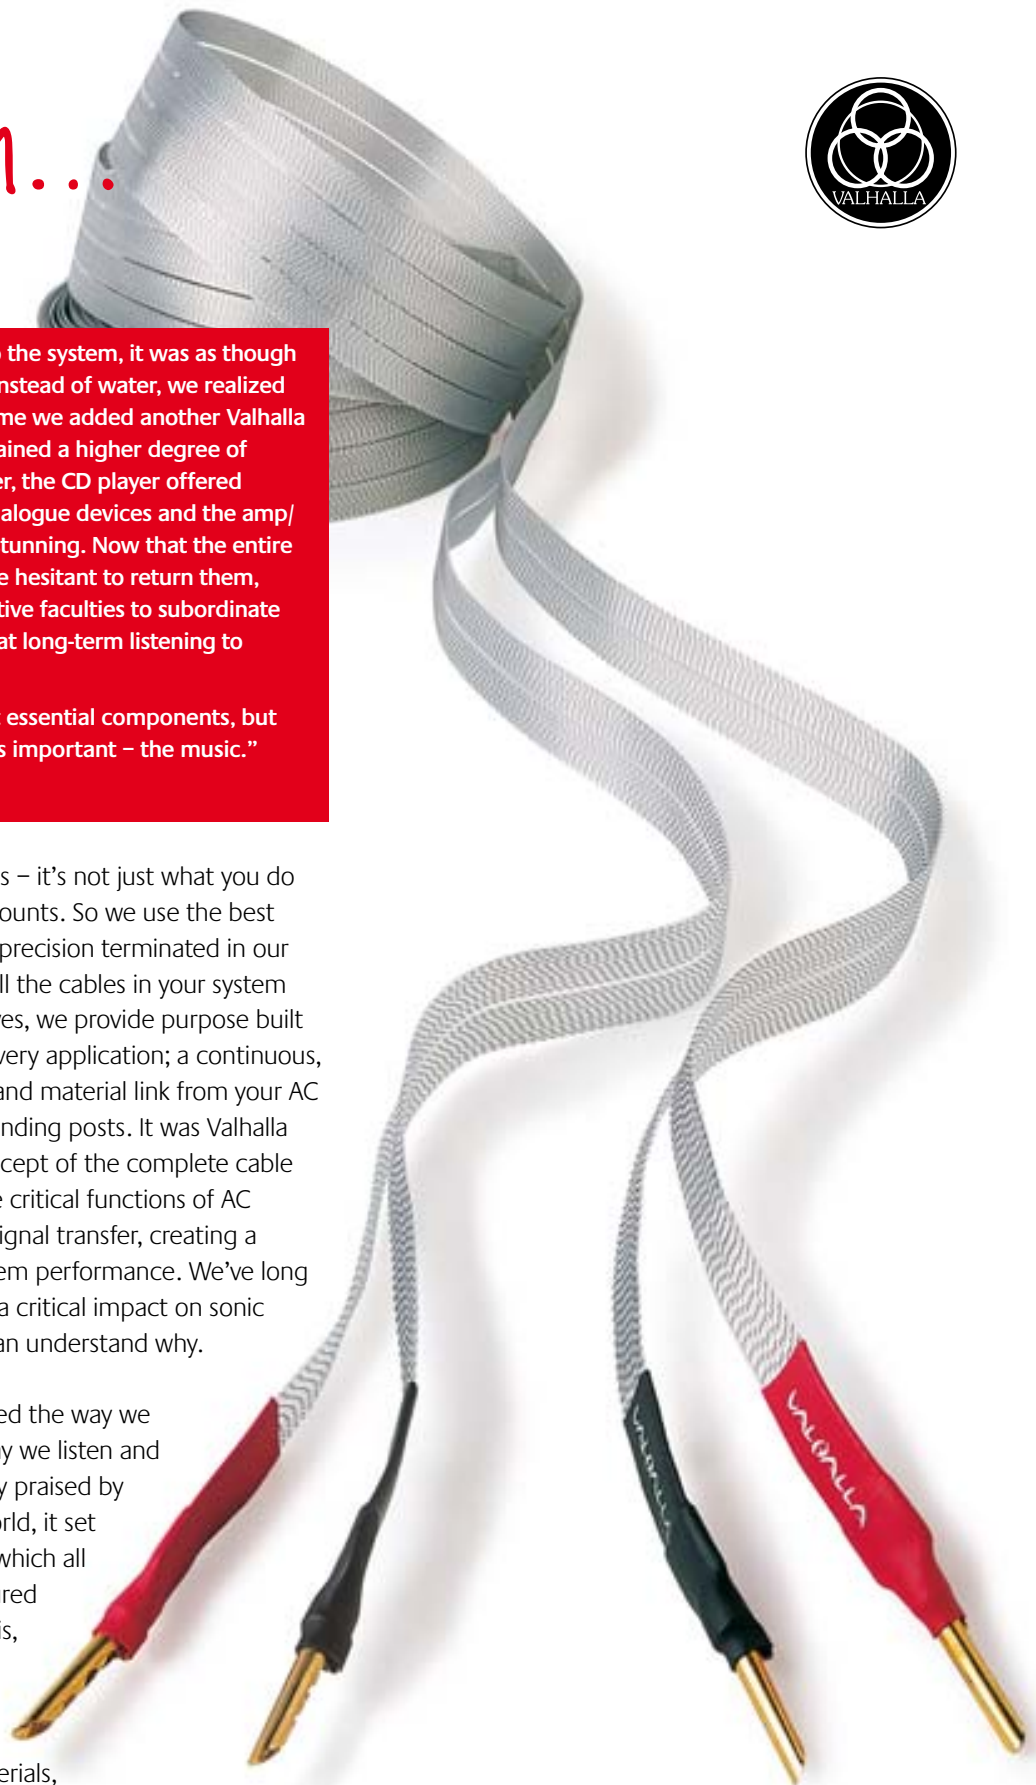 ...
VALHALLA
the system, it was as though
instead of water, we realized
me we added another Valhalla
ained a higher degree of
er, the CD player offered
alogue devices and the amp/
tunning. Now that the entire
e hesitant to return them,
tive faculties to subordinate
at long-term listening to
essential components, but
s important – the music.”
s – it's not just what you do
ounts. So we use the best
precision terminated in our
ll the cables in your system
ves, we provide purpose built
very application; a continuous,
and material link from your AC
nding posts. It was Valhalla
cept of the complete cable
e critical functions of AC
ignal transfer, creating a
em performance. We've long
a critical impact on sonic
an understand why.
ed the way we
y we listen and
y praised by
orld, it set
which all
ured
is,
erials,
VALHALLA
VALHALLA